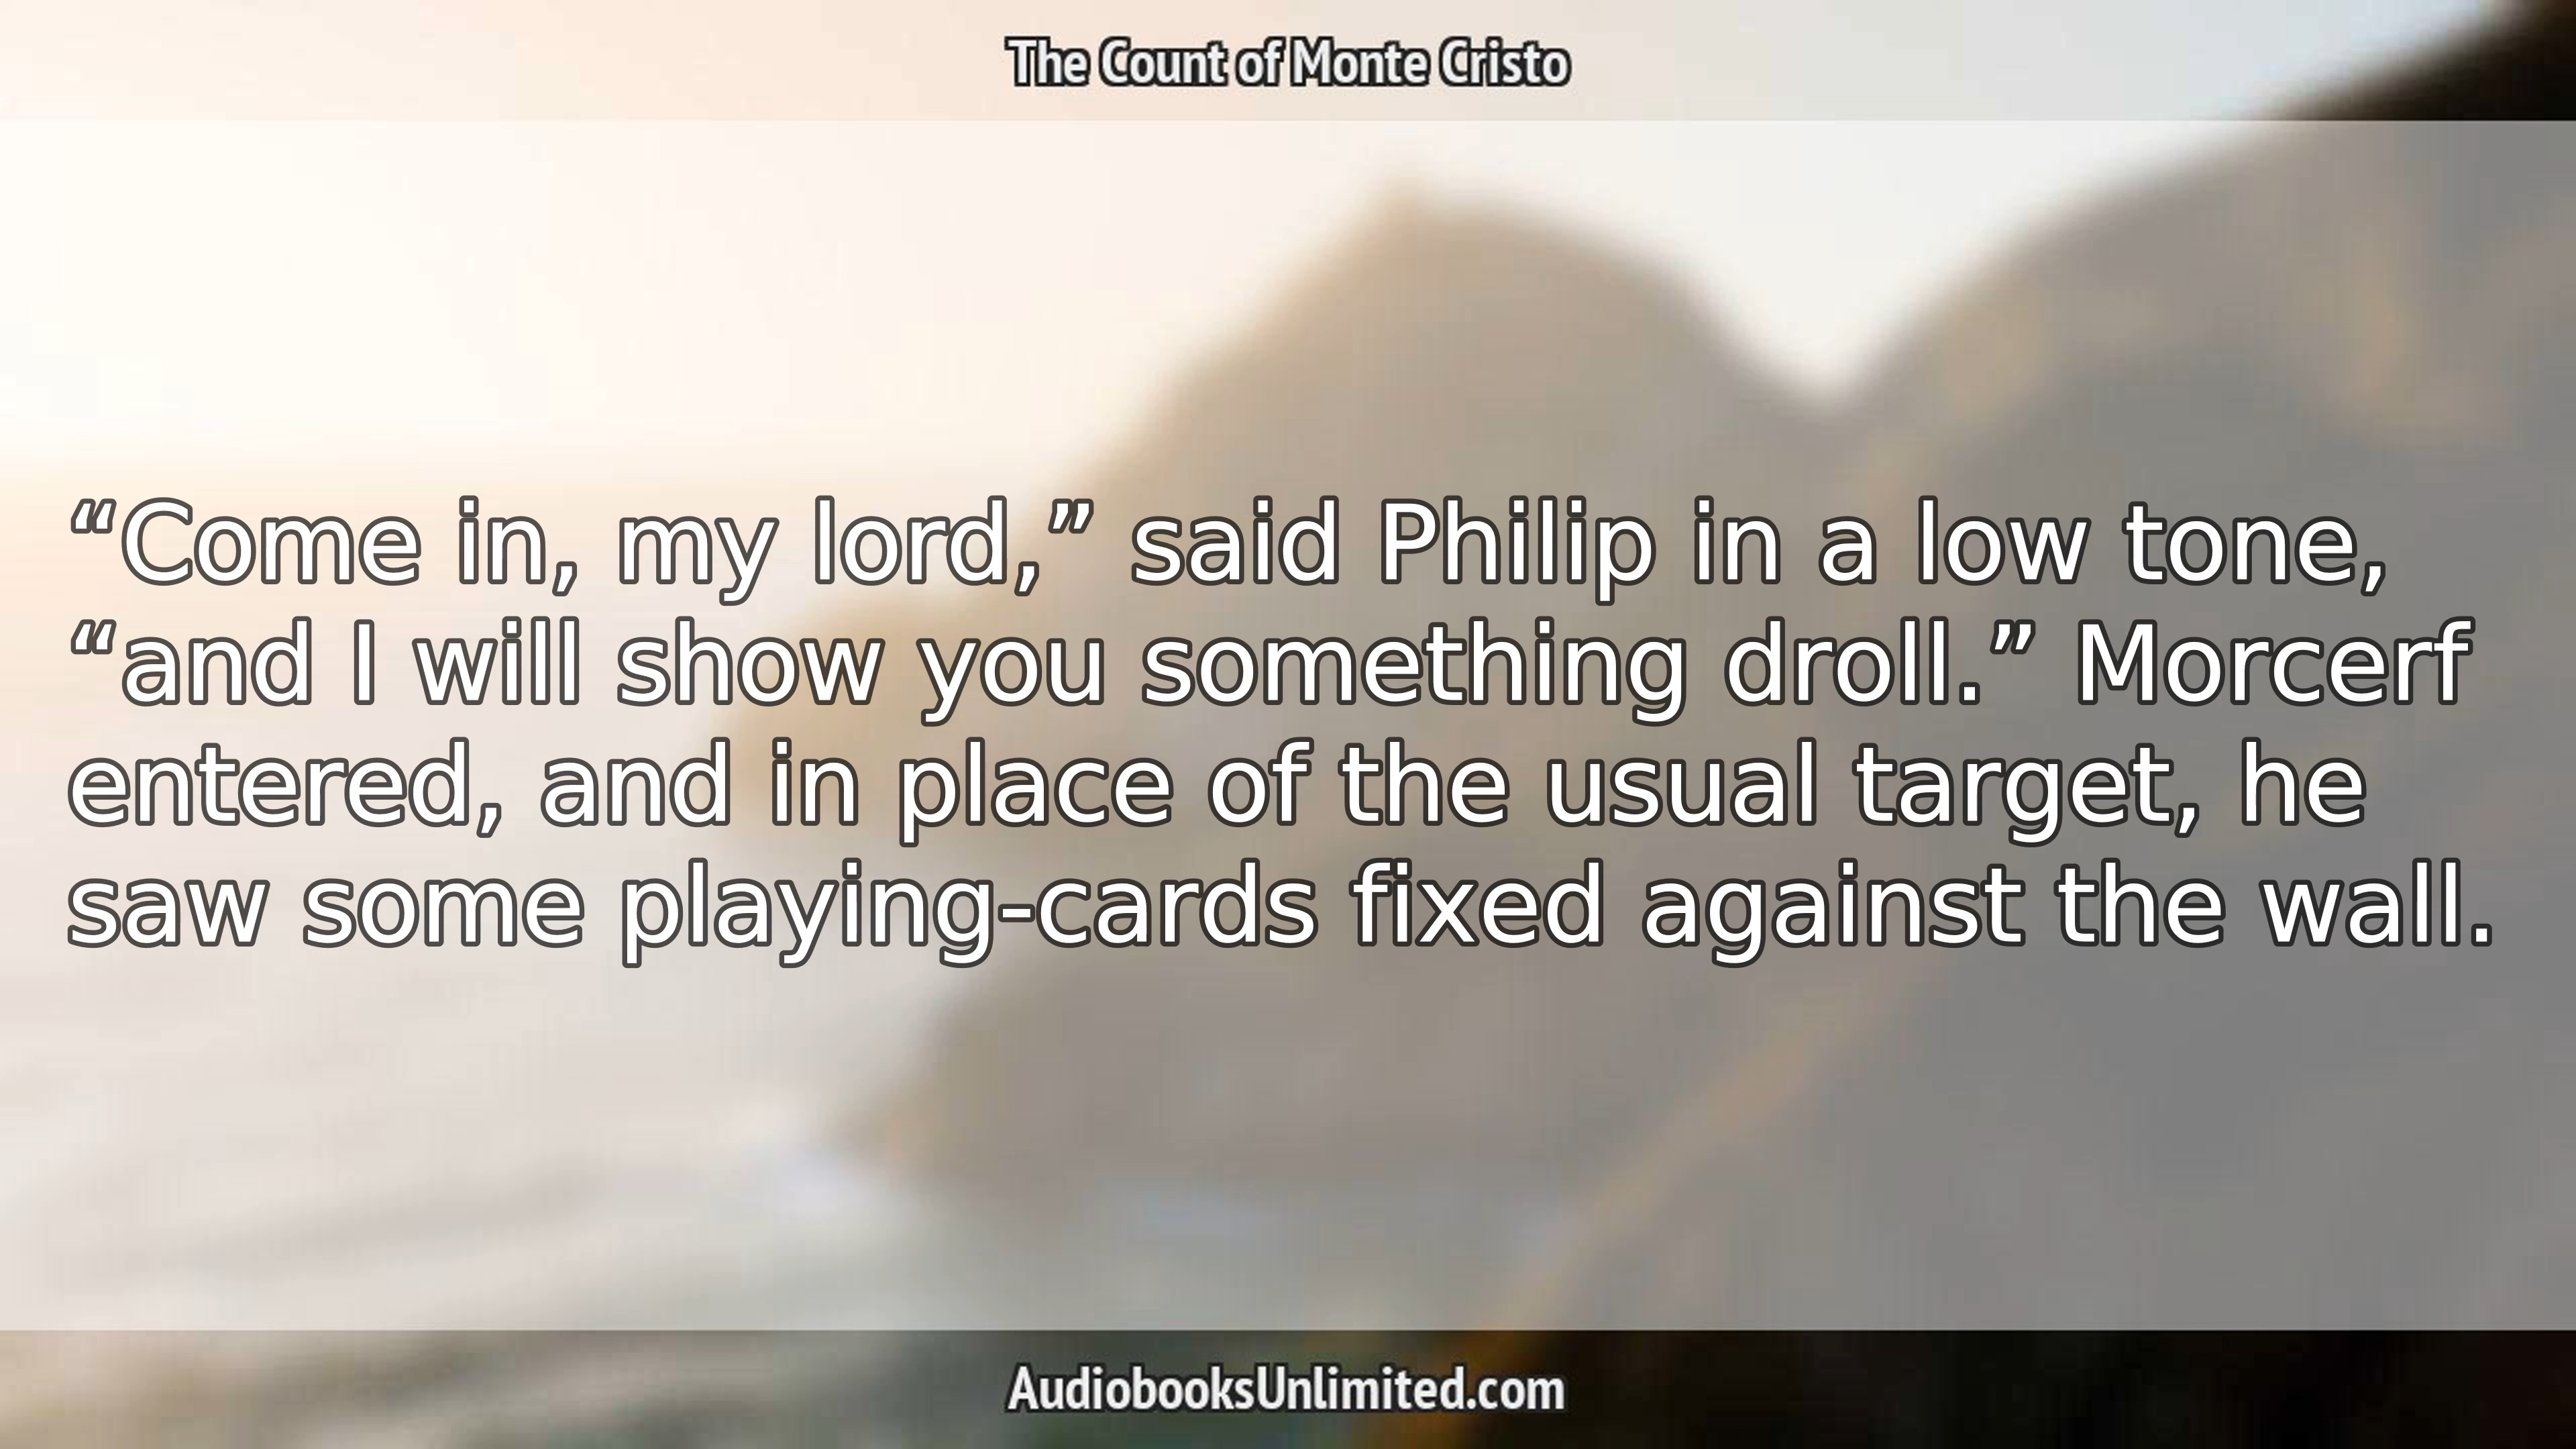 The Count of Monte Cristo
“Come in, my lord,” said Philip in a low tone,
“and I will show you something droll.” Morcerf
entered, and in place of the usual target, he
saw some playing-cards fixed against the wall.
AudiobooksUnlimited.com